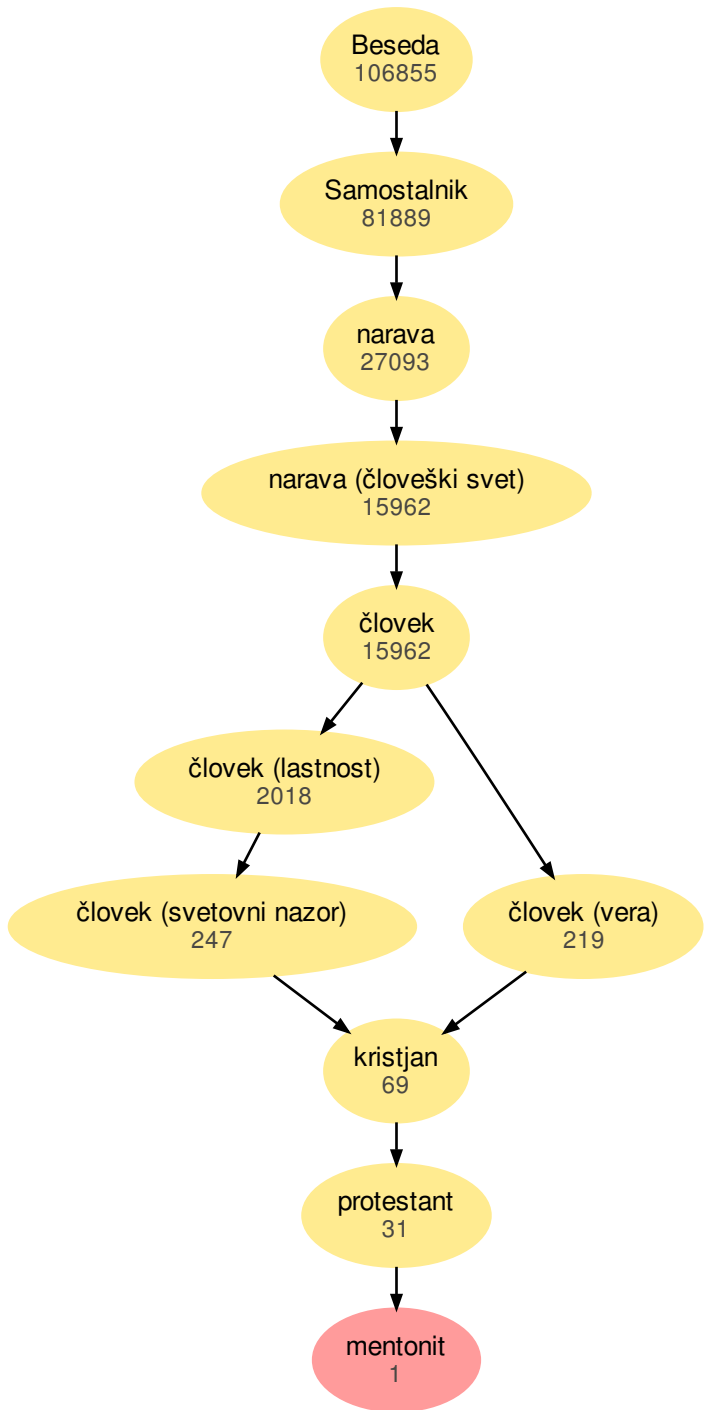 Beseda
106855
Samostalnik
81889
narava
27093
narava (človeški svet)
15962
človek
15962
človek (lastnost)
2018
človek (svetovni nazor)
247
človek (vera)
219
kristjan
69
protestant
31
mentonit
1